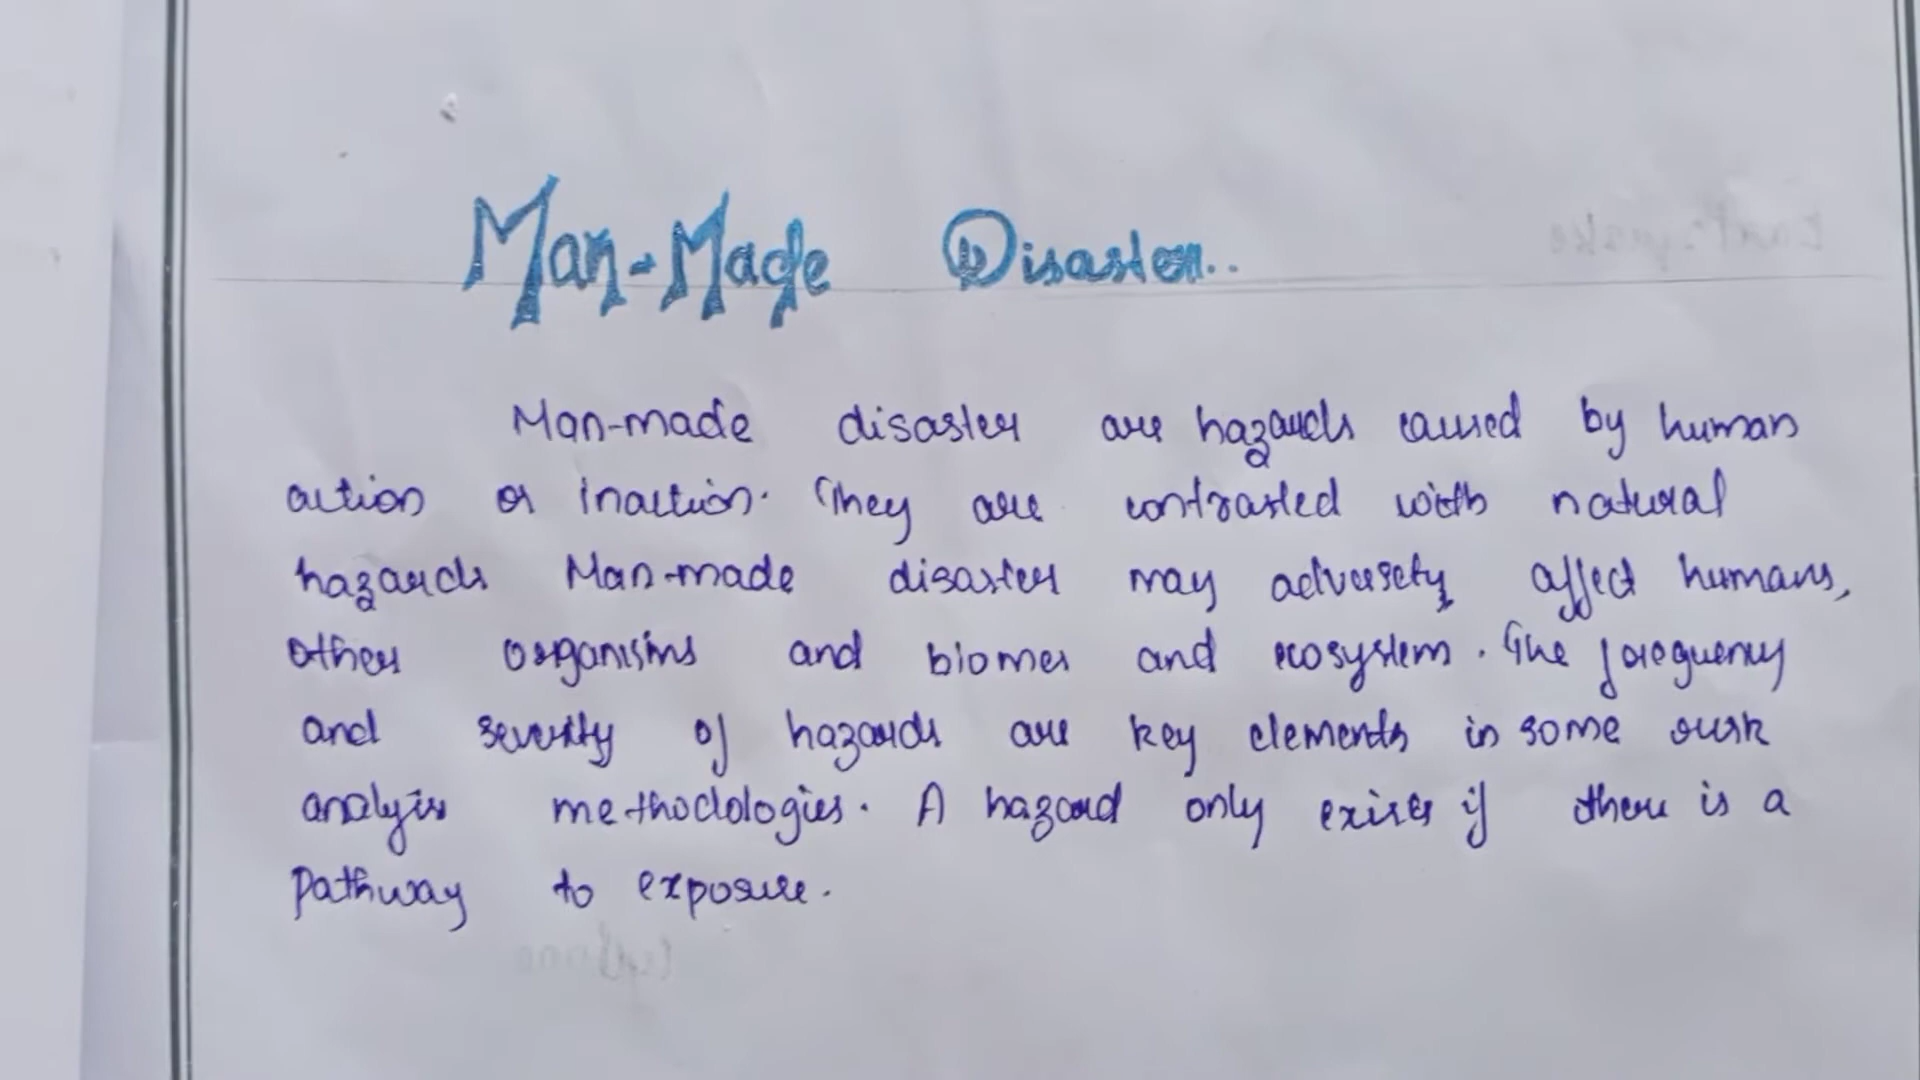 Man-Made Disaster..
Man-made disaster are hazards caused by human
action or inaction. They are contrasted with natural
hazards Man-made disaster may adversety affect humans,
other organisms and biomes and ecosystem. The frequency
and severity of hazards are key elements in some risk
analyis methodologies. A hazard only exists if there is a
Pathway to exposure.